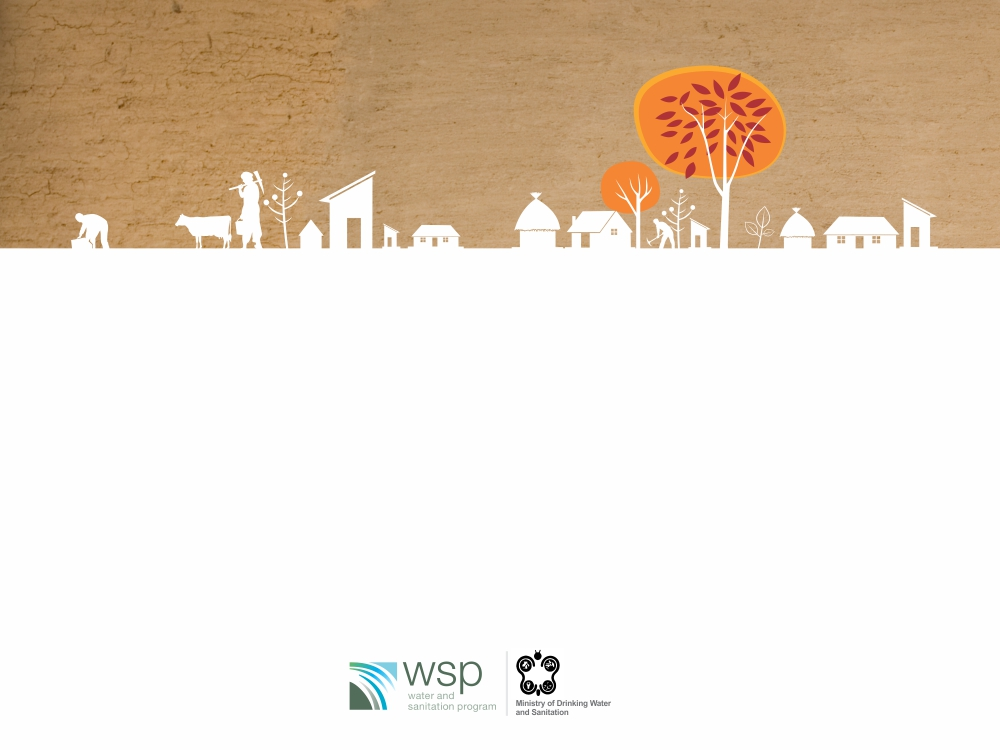 wsp
water and
sanitation program
Ministry of Drinking Water
and Sanitation